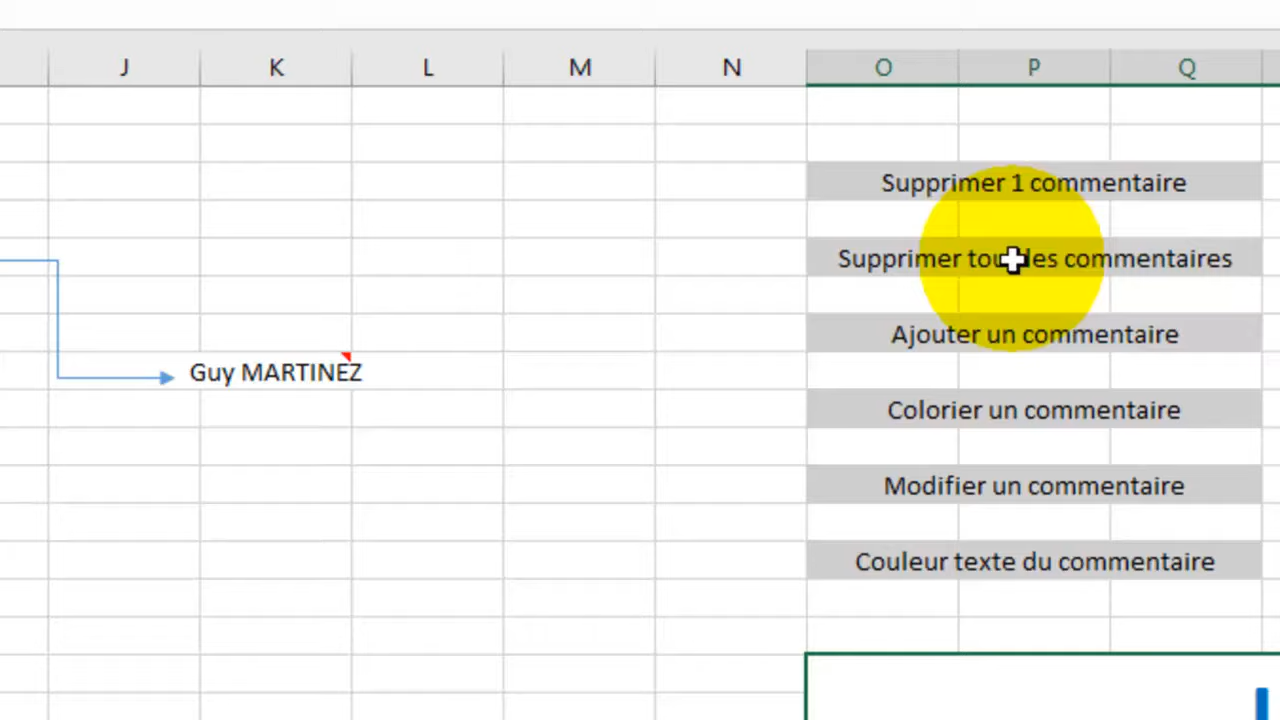 J K L M N O P Q
Supprimer 1 commentaire
Supprimer tous les commentaires
Ajouter un commentaire
Guy MARTINEZ
Colorier un commentaire
Modifier un commentaire
Couleur texte du commentaire